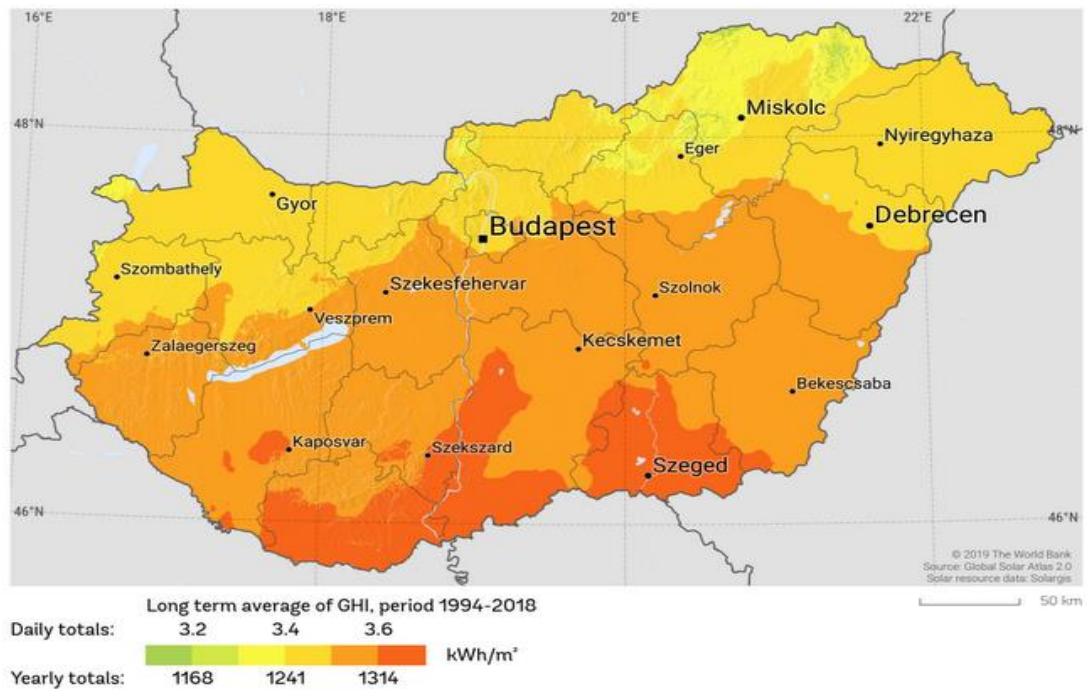 16°E 18°E 20°E 22°E
48°N
Miskolc
48°N
Nyiregyhaza
Eger
Gyor
Debrecen
Budapest
Szombathely
Szekesfehervar
Szolnok
Veszprem
Kecskemet
Zalaegerszeg
Bekescsaba
Kaposvar
Szekszard
Szeged
46°N
46°N
© 2019 The World Bank
Source: Global Solar Atlas 2.0
Solar resource data: Solargis
50 km
Long term average of GHI, period 1994-2018
Daily totals: 3.2 3.4 3.6
kWh/m²
Yearly totals: 1168 1241 1314